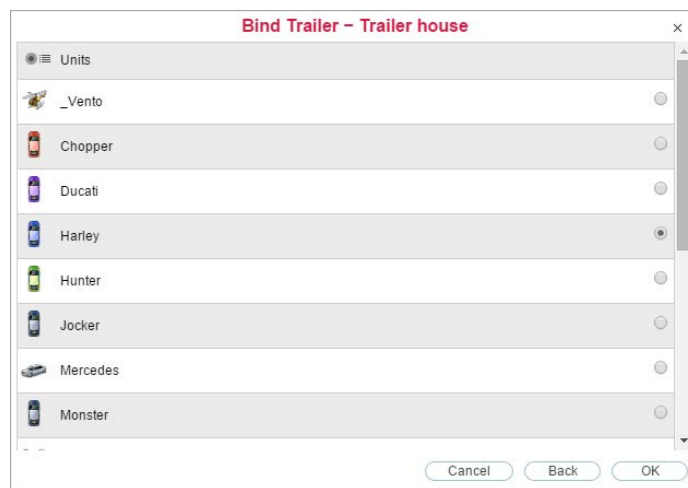 Bind Trailer – Trailer house
×
Units
_Vento
Chopper
Ducati
Harley
Hunter
Jocker
Mercedes
Monster
Cancel
Back
OK